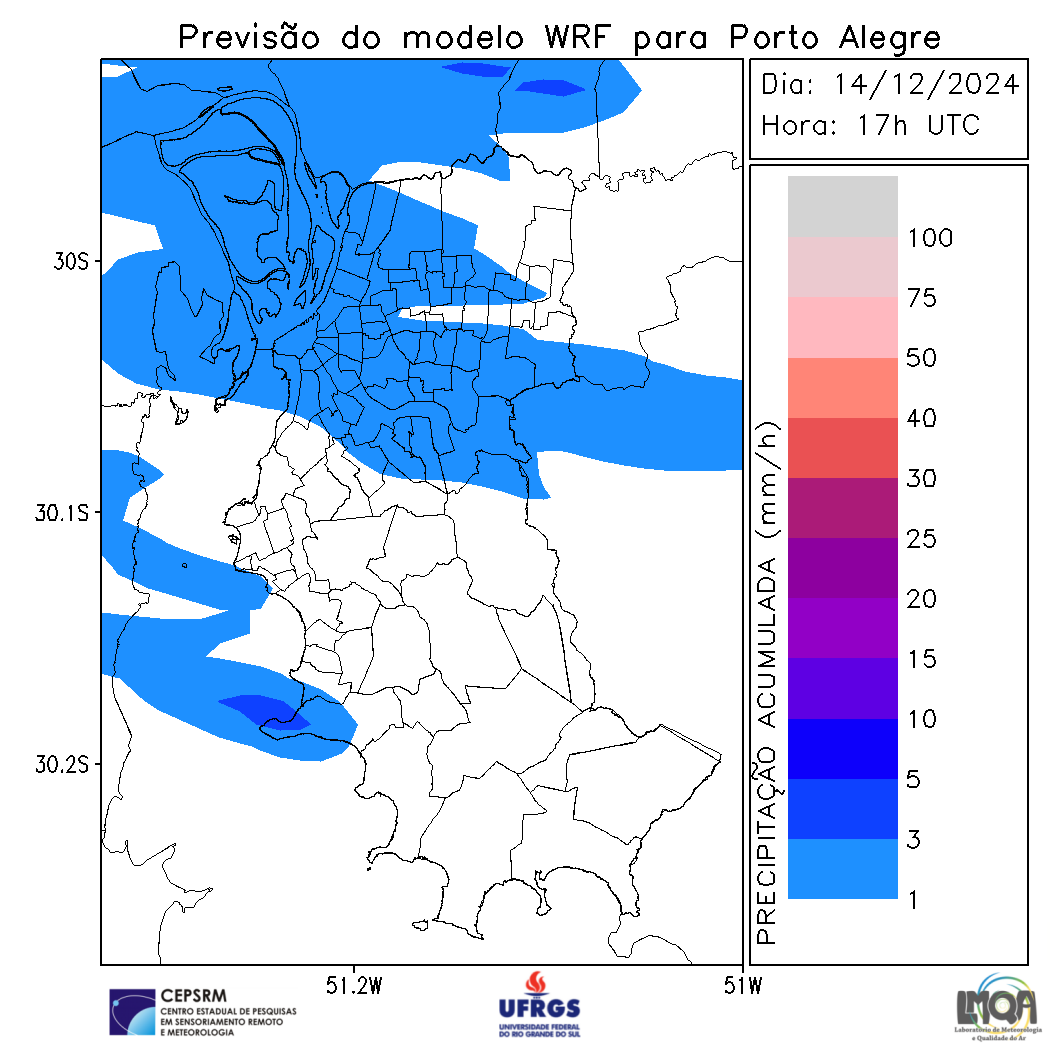 Previsão do modelo WRF para Porto Alegre
Dia: 14/12/2024
Hora: 17h UTC
PRECIPITAÇÃO ACUMULADA (mm/h)
100
75
50
40
30
25
20
15
10
5
3
1
30S
30.1S
30.2S
51.2W
51W
CEPSRM
CENTRO ESTADUAL DE PESQUISAS
EM SENSORIAMENTO REMOTO
E METEOROLOGIA
UFRGS
UNIVERSIDADE FEDERAL
DO RIO GRANDE DO SUL
LMQA
Laboratório de Meteorologia
e Qualidade do Ar